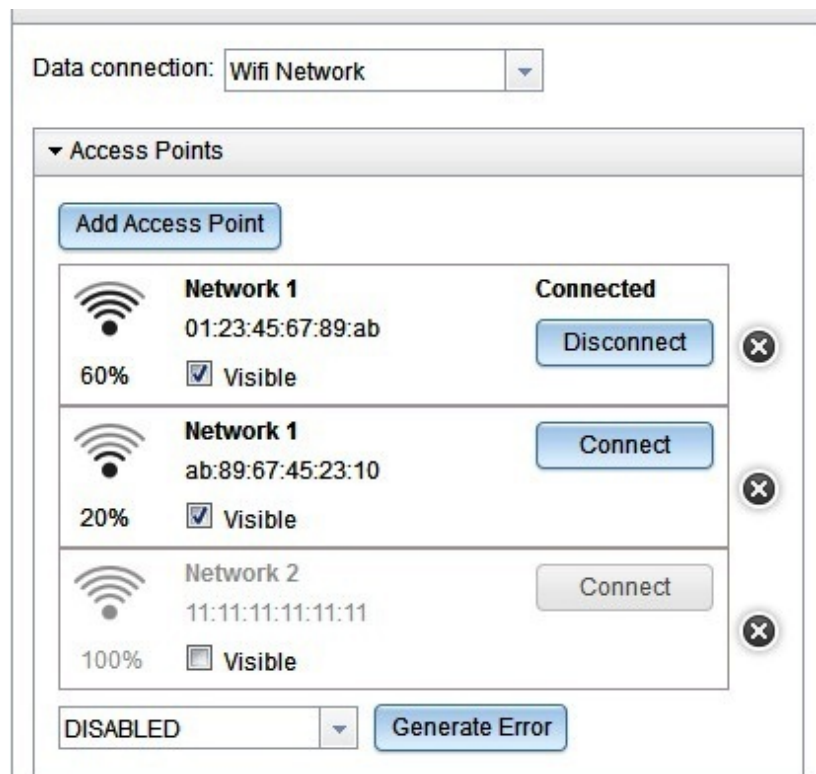 Data connection: Wifi Network
Access Points
Add Access Point
Network 1 Connected
01:23:45:67:89:ab Disconnect
60% Visible
Network 1 Connect
ab:89:67:45:23:10
20% Visible
Network 2 Connect
11:11:11:11:11:11
100% Visible
DISABLED Generate Error